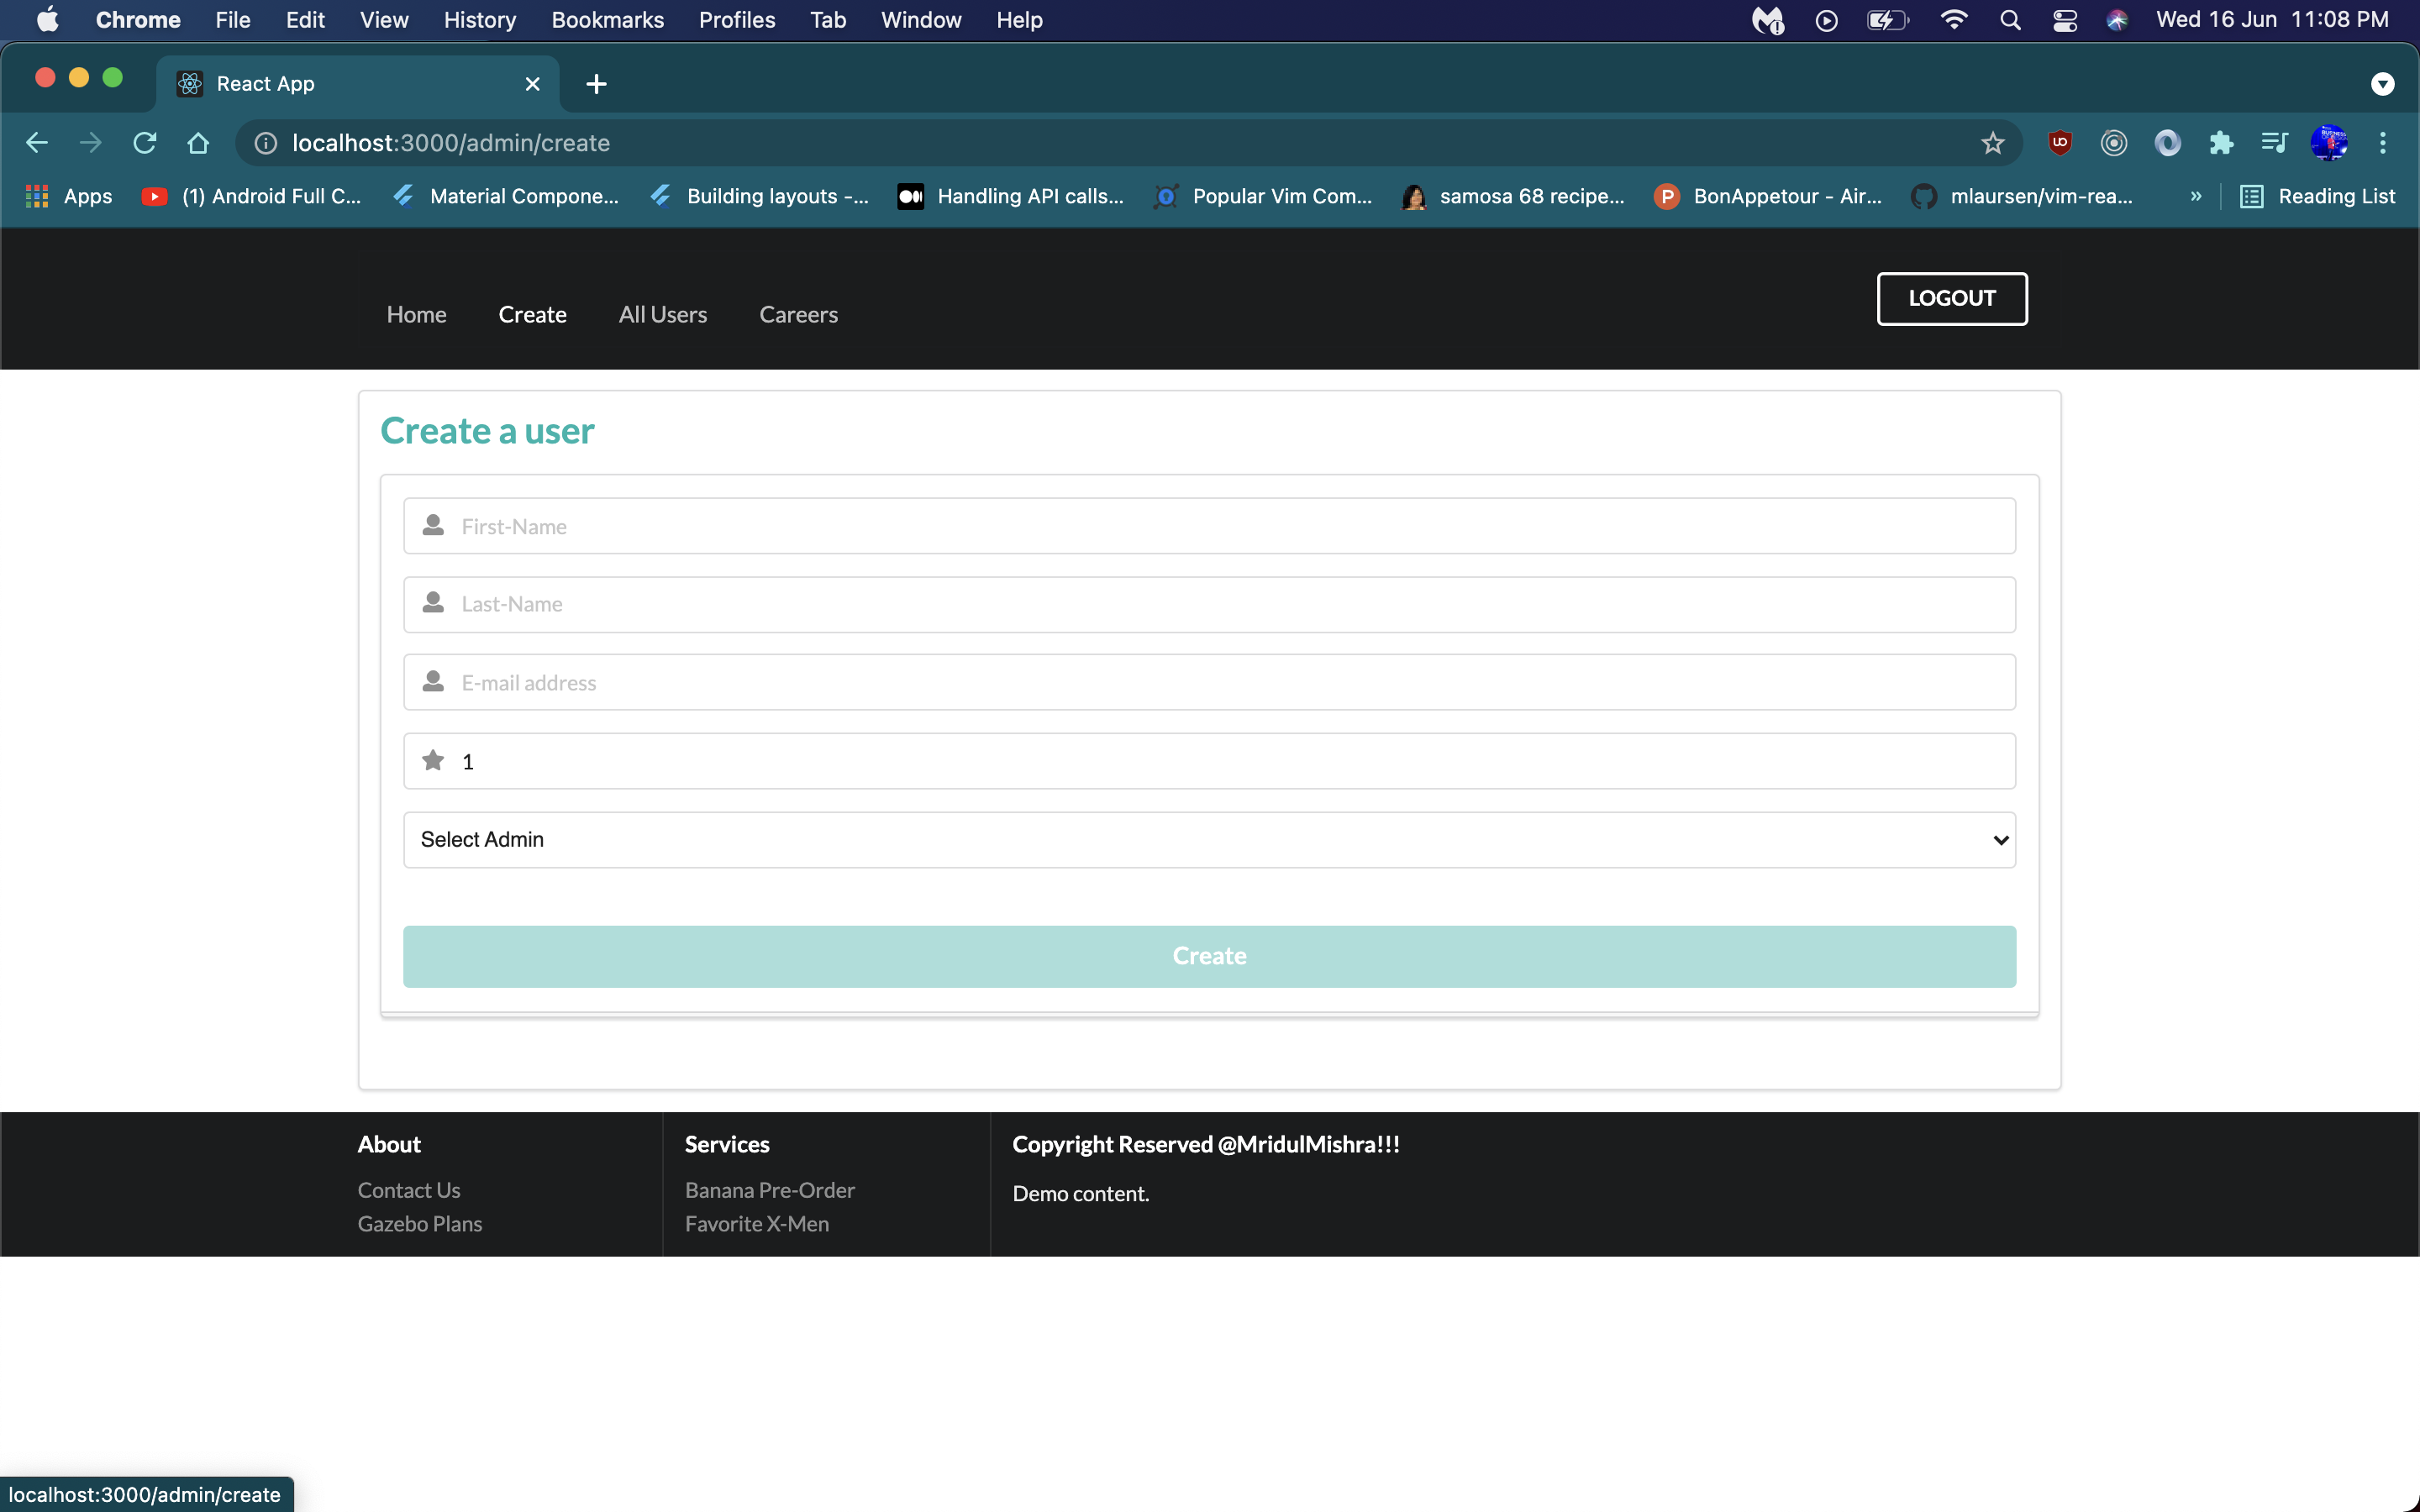 Chrome File Edit View History Bookmarks Profiles Tab Window Help Wed 16 Jun 11:08 PM
React App
localhost:3000/admin/create
Apps (1) Android Full C... Material Compone... Building layouts -... Handling API calls... Popular Vim Com... samosa 68 recipe... BonAppetour - Air... mlaursen/vim-rea... » Reading List
Home Create All Users Careers LOGOUT
Create a user
First-Name
Last-Name
E-mail address
1
Select Admin
Create
About Services Copyright Reserved @MridulMishra!!!
Contact Us Banana Pre-Order Demo content.
Gazebo Plans Favorite X-Men
localhost:3000/admin/create